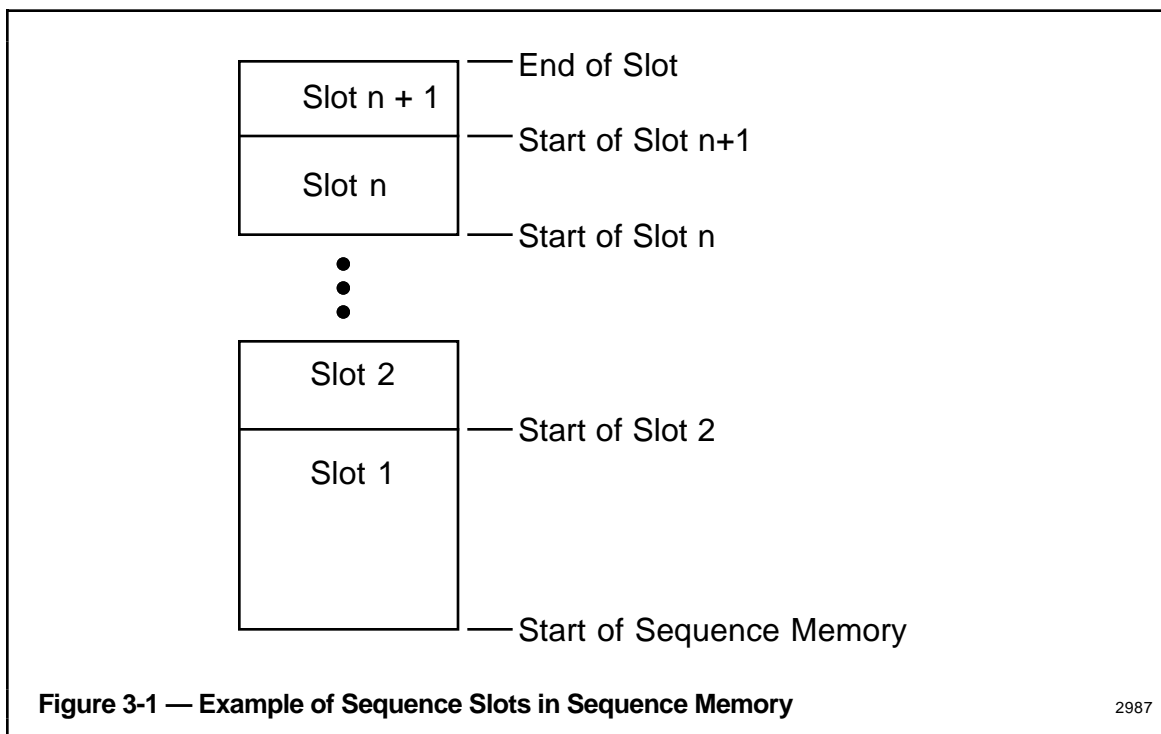 End of Slot
Slot n + 1
Start of Slot n+1
Slot n
Start of Slot n
Slot 2
Start of Slot 2
Slot 1
Start of Sequence Memory
Figure 3-1 — Example of Sequence Slots in Sequence Memory
2987